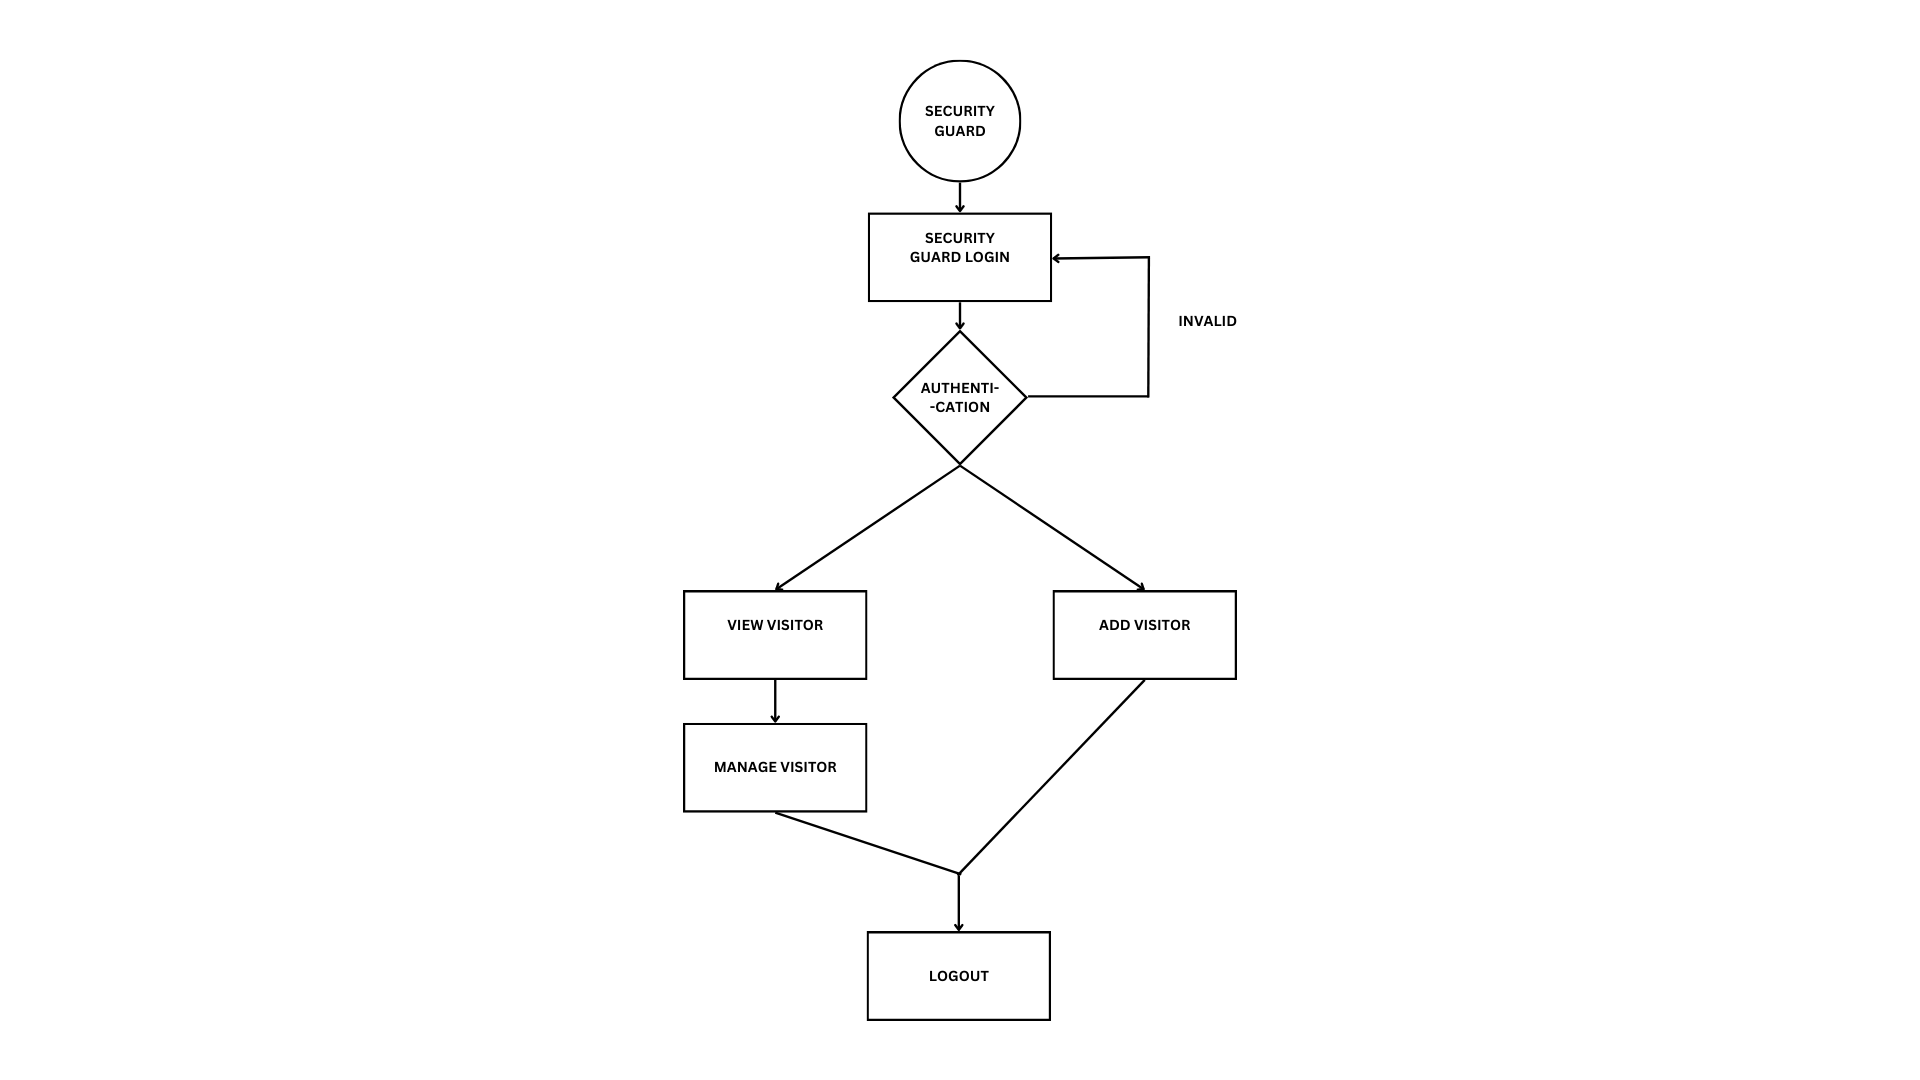 SECURITY
GUARD
SECURITY
GUARD LOGIN
INVALID
AUTHENTI-
-CATION
VIEW VISITOR
ADD VISITOR
MANAGE VISITOR
LOGOUT